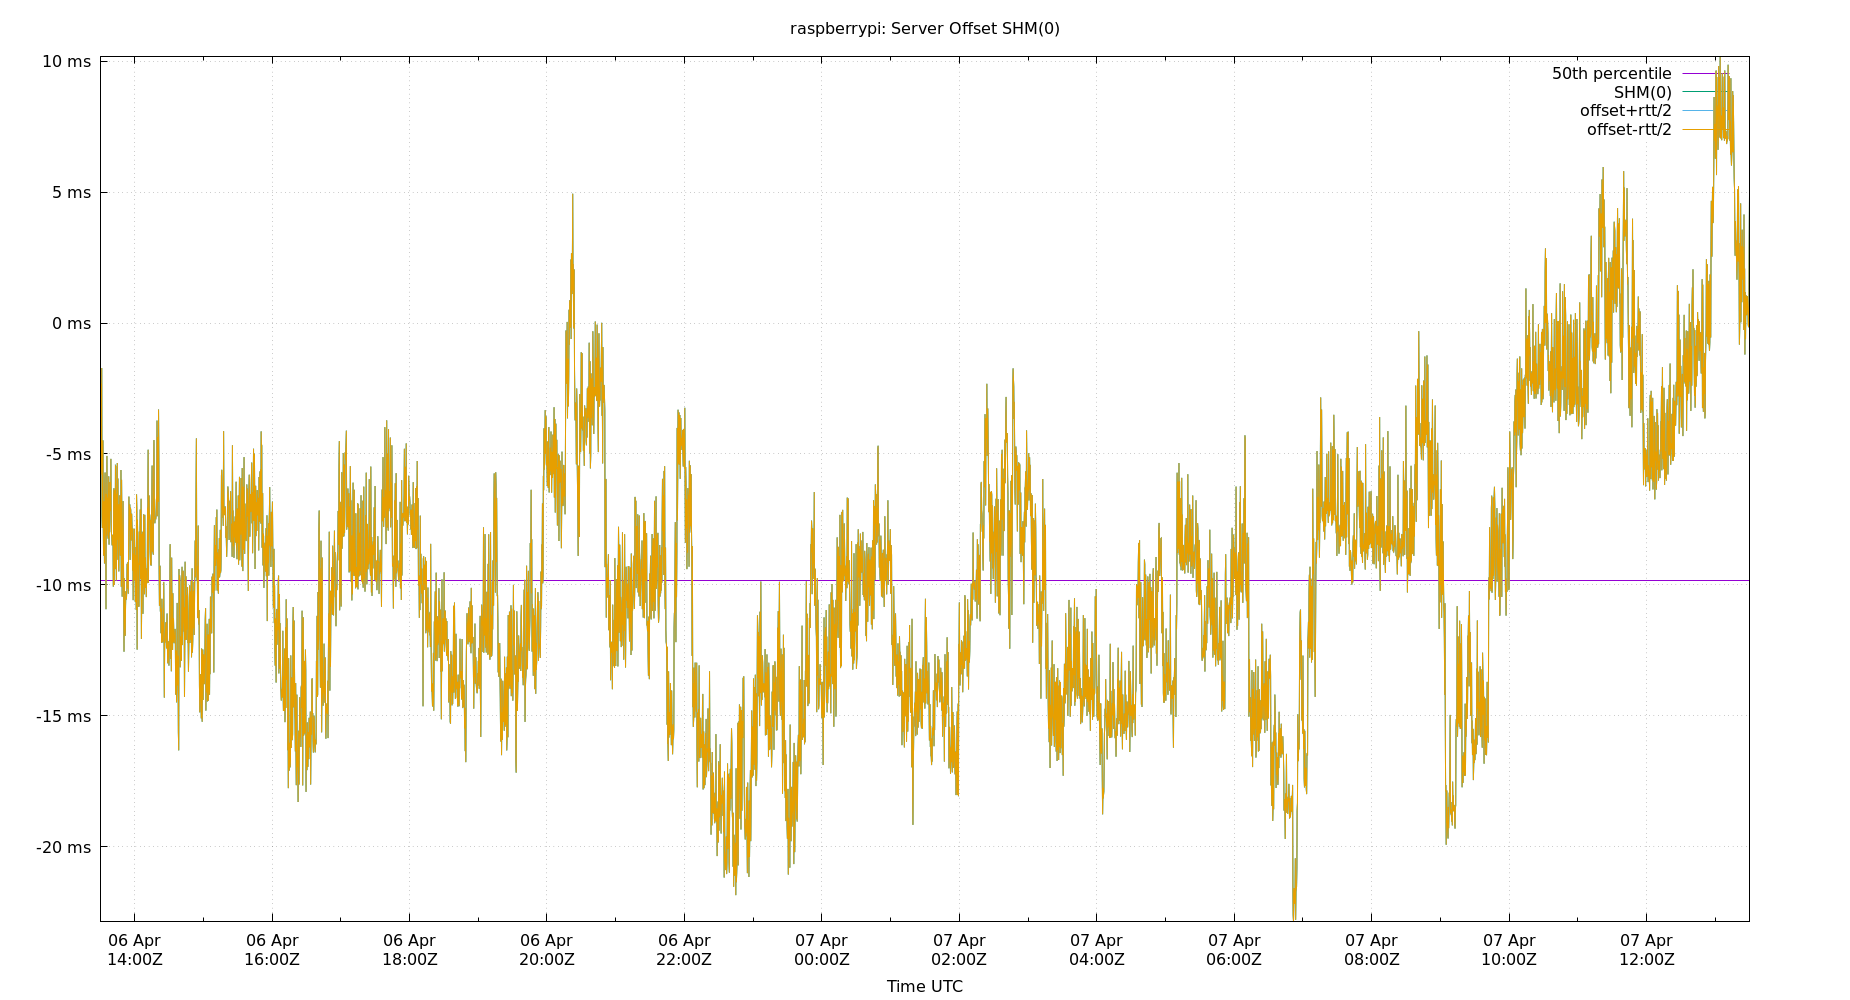 raspberrypi: Server Offset SHM(0)
10 ms
5 ms
0 ms
-5 ms
-10 ms
-15 ms
-20 ms
50th percentile
SHM(0)
offset+rtt/2
offset-rtt/2
06 Apr 06 Apr 06 Apr 06 Apr 06 Apr 07 Apr 07 Apr 07 Apr 07 Apr 07 Apr 07 Apr 07 Apr
14:00Z 16:00Z 18:00Z 20:00Z 22:00Z 00:00Z 02:00Z 04:00Z 06:00Z 08:00Z 10:00Z 12:00Z
Time UTC